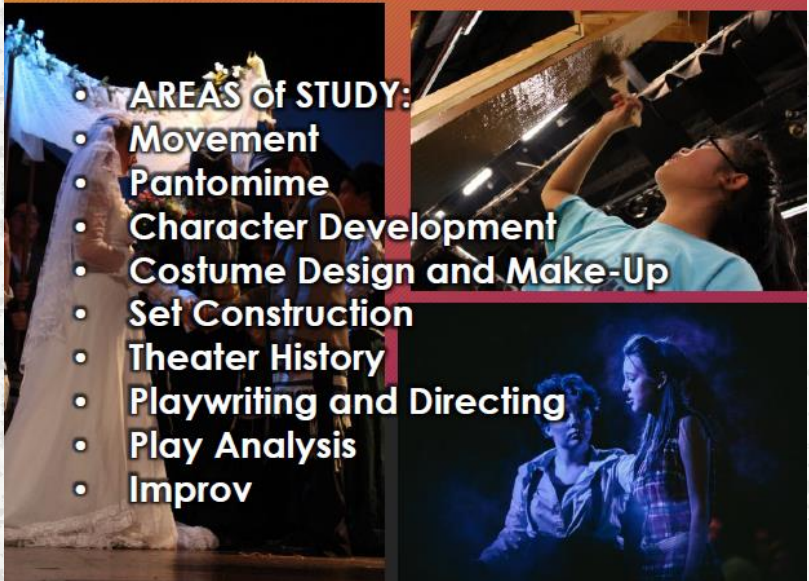 • AREAS of STUDY:
• Movement
• Pantomime
• Character Development
• Costume Design and Make-Up
• Set Construction
• Theater History
• Playwriting and Directing
• Play Analysis
• Improv